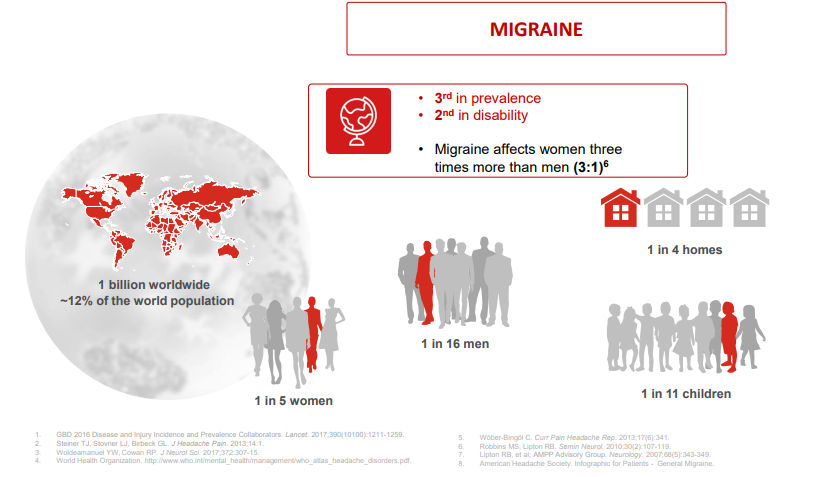 MIGRAINE
• 3rd in prevalence
• 2nd in disability
• Migraine affects women three
times more than men (3:1)6
1 billion worldwide
~12% of the world population
1 in 5 women
1 in 16 men
1 in 4 homes
1 in 11 children
1. GBD 2016 Disease and Injury Incidence and Prevalence Collaborators. Lancet. 2017;390(10100):1211-1259.
2. Steiner TJ, Stovner LJ, Birbeck GL. J Headache Pain. 2013;14:1.
3. Woldeamanuel YW, Cowan RP. J Neurol Sci. 2017;372:307-15.
4. World Health Organization. http://www.who.int/mental_health/management/who_atlas_headache_disorders.pdf.
5. Wöber-Bingöl C. Curr Pain Headache Rep. 2013;17(6):341.
6. Robbins MS, Lipton RB. Semin Neurol. 2010;30(2):107-119.
7. Lipton RB, et al; AMPP Advisory Group. Neurology. 2007;68(5):343-349.
8. American Headache Society. Infographic for Patients - General Migraine.